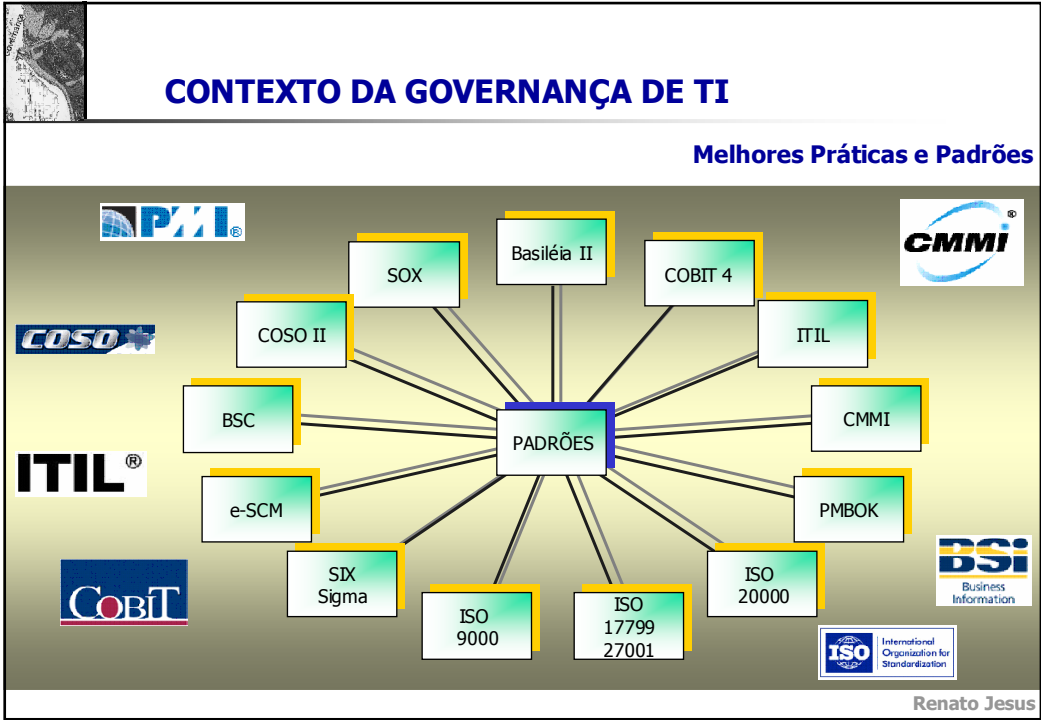 Governança
CONTEXTO DA GOVERNANÇA DE TI
Melhores Práticas e Padrões
PMI®
CMMI®
COSO
ITIL®
COBIT
BSi
Business
Information
ISO
International
Organization for
Standardization
Basiléia II
SOX
COBIT 4
COSO II
ITIL
BSC
CMMI
PADRÕES
e-SCM
PMBOK
SIX
Sigma
ISO
9000
ISO
17799
27001
ISO
20000
Renato Jesus